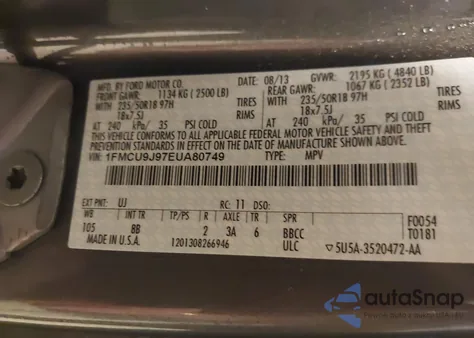 MFD. BY FORD MOTOR CO.
DATE: 08/13 GVWR: 2195 KG (4840 LB)
FRONT GAWR: 1134 KG (2500 LB) REAR GAWR: 1067 KG (2352 LB)
WITH 235/50R18 97H TIRES WITH 235/50R18 97H TIRES
18x7.5J RIMS 18x7.5J RIMS
AT 240 kPa/ 35 PSI COLD AT 240 kPa/ 35 PSI COLD
THIS VEHICLE CONFORMS TO ALL APPLICABLE FEDERAL MOTOR VEHICLE SAFETY, BUMPER, AND
THEFT PREVENTION STANDARDS IN EFFECT ON THE DATE OF MANUFACTURE SHOWN ABOVE.
VIN: 1FMCU9J97EUA80749 TYPE: MPV
EXT PNT: UJ RC: 11 DSO:
WB INT TR TP/PS R AXLE TR SPR F0054
105 BB 2 3A 6 BBCC T0181
MADE IN U.S.A. 1201308266946 ULC ▽5U5A-3520472-AA
autoSnap